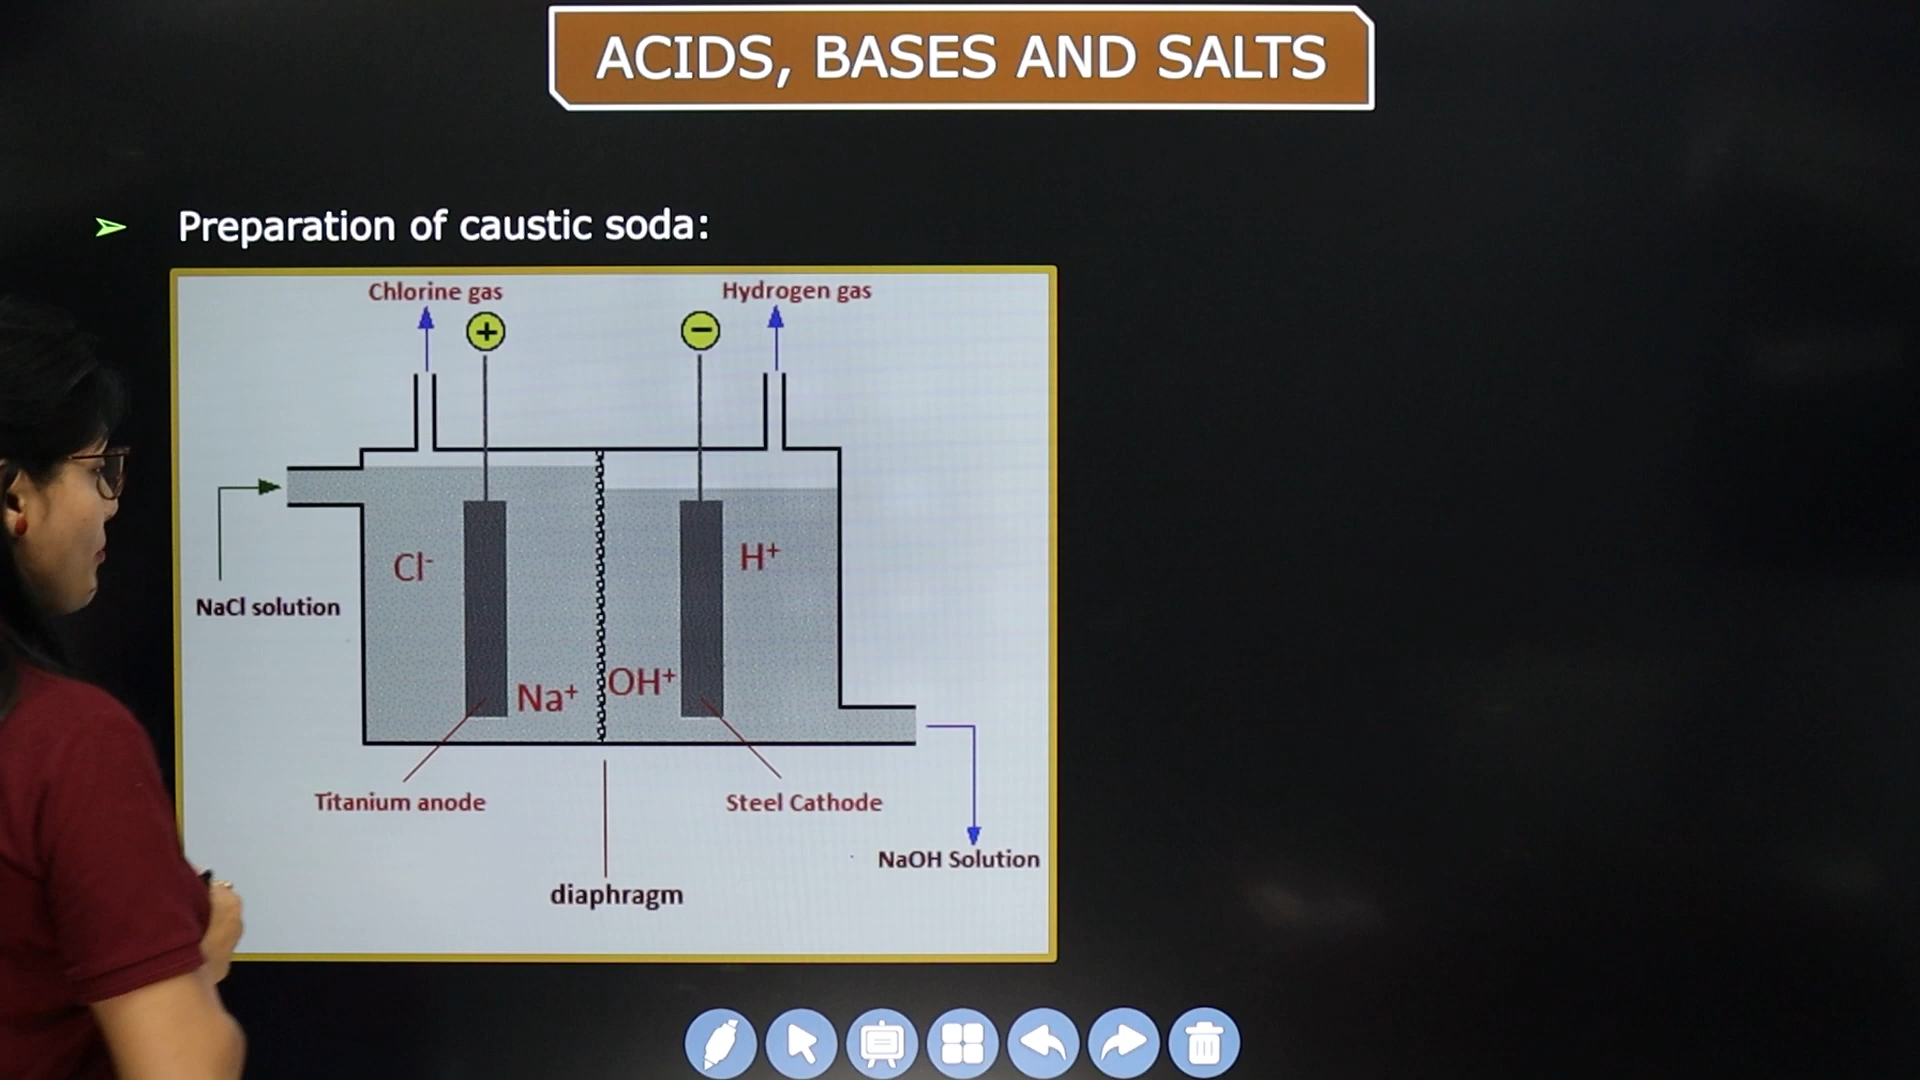 ACIDS, BASES AND SALTS
➢ Preparation of caustic soda:
Chlorine gas
Hydrogen gas
+
−
Cl⁻
H⁺
NaCl solution
Na⁺
OH⁺
Titanium anode
Steel Cathode
NaOH Solution
diaphragm